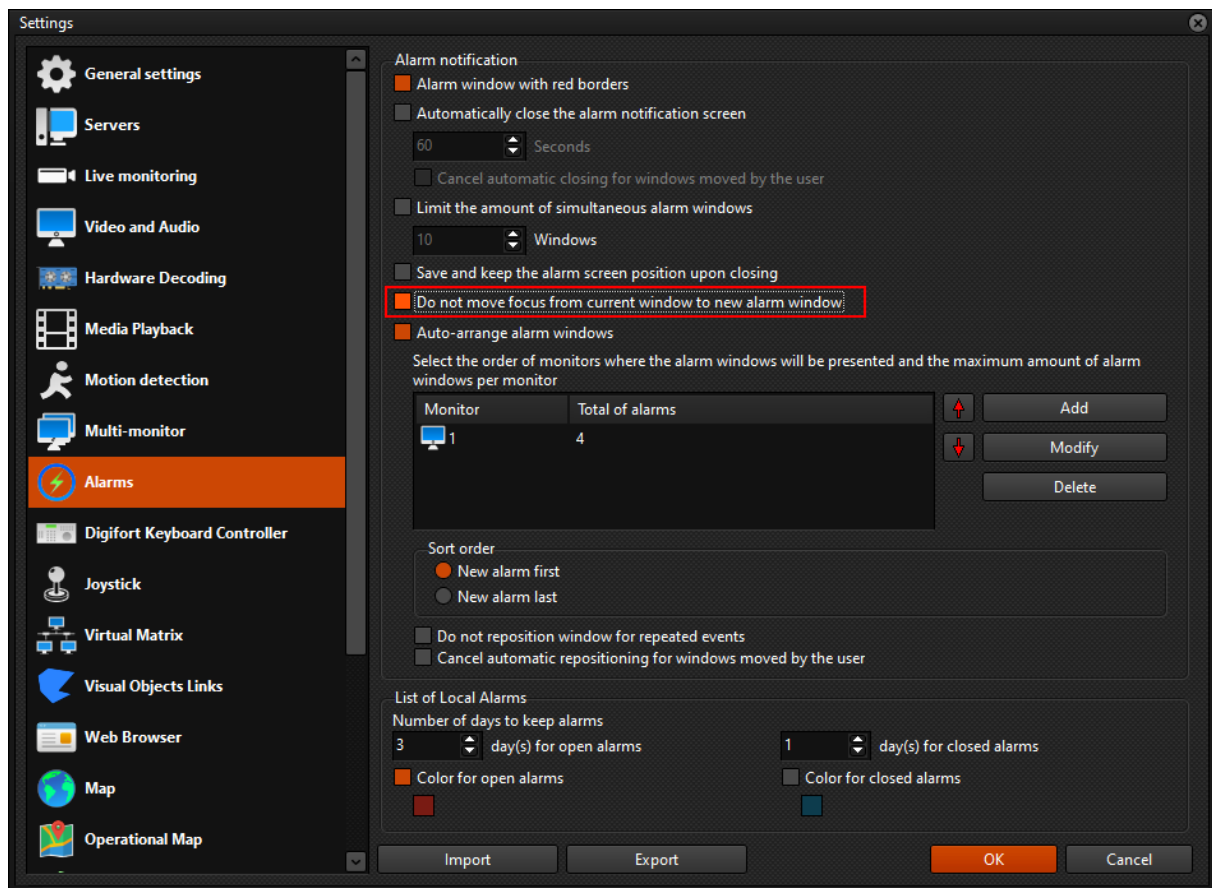 Settings
General settings
Servers
Live monitoring
Video and Audio
Hardware Decoding
Media Playback
Motion detection
Multi-monitor
Alarms
Digifort Keyboard Controller
Joystick
Virtual Matrix
Visual Objects Links
Web Browser
Map
Operational Map
Alarm notification
Alarm window with red borders
Automatically close the alarm notification screen
60 Seconds
Cancel automatic closing for windows moved by the user
Limit the amount of simultaneous alarm windows
10 Windows
Save and keep the alarm screen position upon closing
Do not move focus from current window to new alarm window
Auto-arrange alarm windows
Select the order of monitors where the alarm windows will be presented and the maximum amount of alarm
windows per monitor
Monitor Total of alarms
1 4
Add
Modify
Delete
Sort order
New alarm first
New alarm last
Do not reposition window for repeated events
Cancel automatic repositioning for windows moved by the user
List of Local Alarms
Number of days to keep alarms
3 day(s) for open alarms 1 day(s) for closed alarms
Color for open alarms Color for closed alarms
Import Export OK Cancel